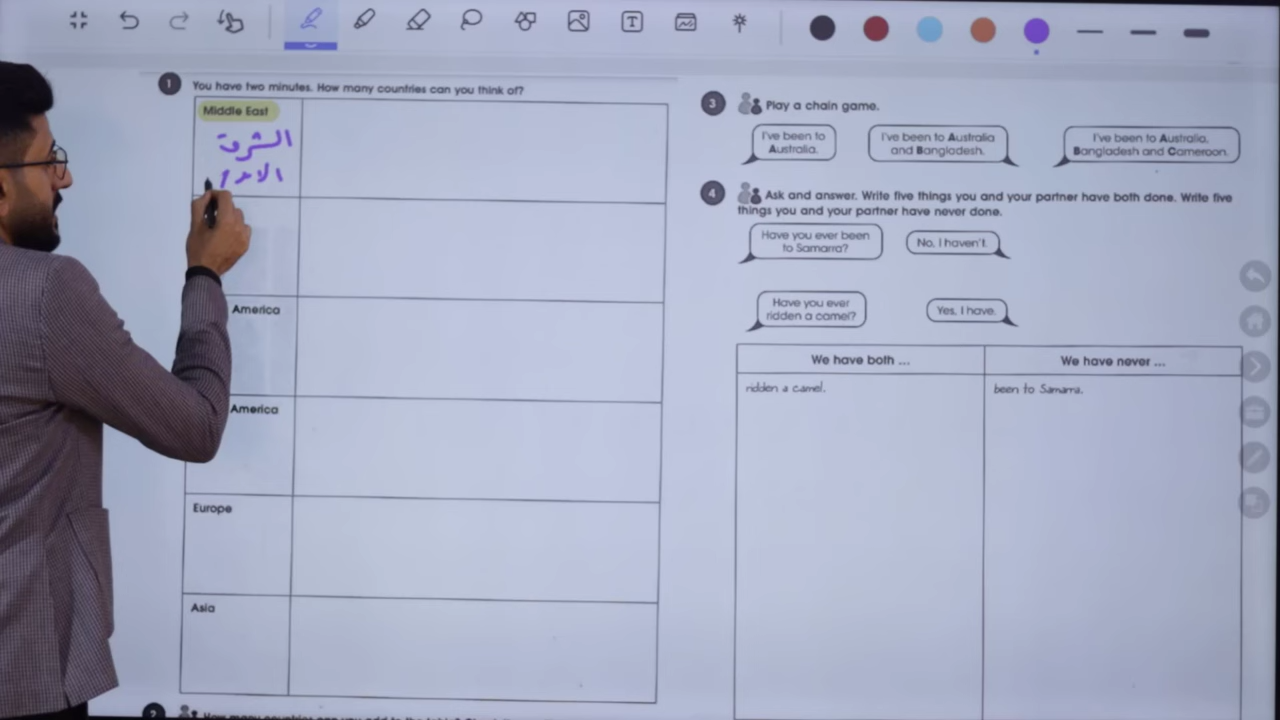 1 You have two minutes. How many countries can you think of?
Middle East
الشرق
America
America
Europe
Asia
2
3 Play a chain game.
I've been to
Australia.
I've been to Australia
and Bangladesh.
I've been to Australia,
Bangladesh and Cameroon.
4 Ask and answer. Write five things you and your partner have both done. Write five
things you and your partner have never done.
Have you ever been
to Samarra?
No, I haven't.
Have you ever
ridden a camel?
Yes, I have.
We have both ...
We have never ...
ridden a camel.
been to Samarra.